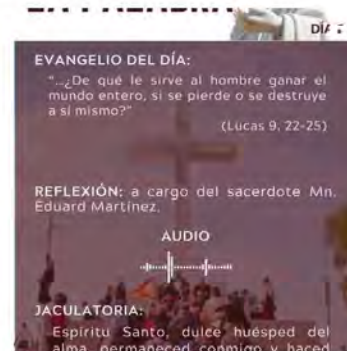 LA PALABRA
DÍA
EVANGELIO DEL DÍA:
"...¿De qué le sirve al hombre ganar el
mundo entero, si se pierde o se destruye
a sí mismo?"
(Lucas 9, 22-25)
REFLEXIÓN: a cargo del sacerdote Mn.
Eduard Martínez.
AUDIO
JACULATORIA:
Espíritu Santo, dulce huésped del
alma, permaneced conmigo y haced